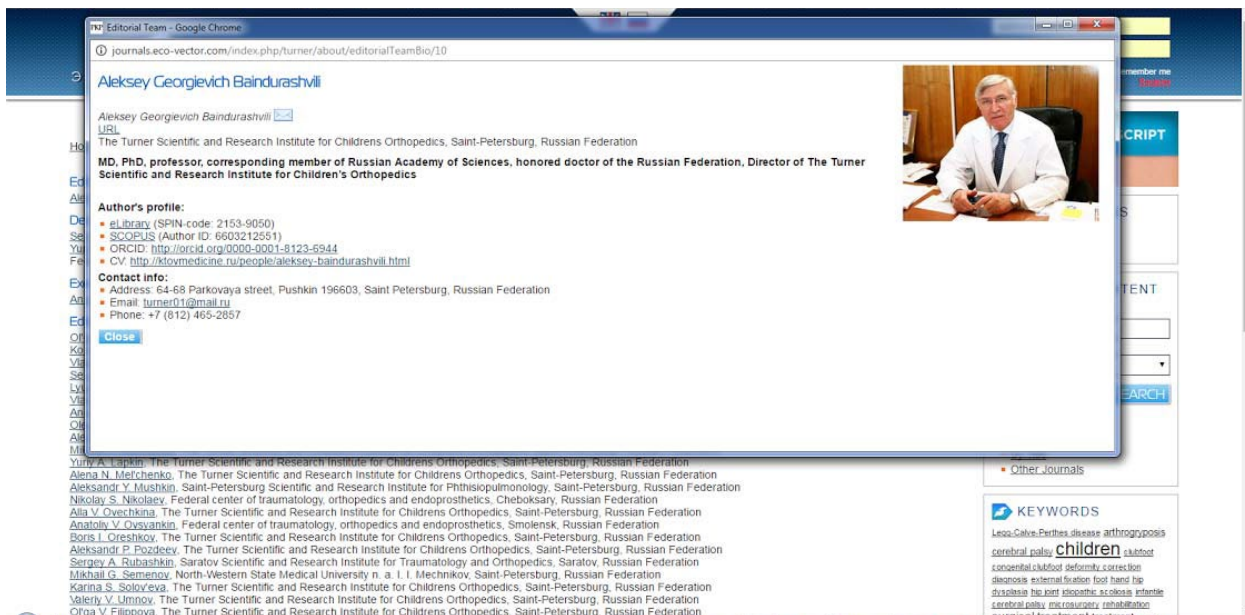 Editorial Team - Google Chrome
journals.eco-vector.com/index.php/turner/about/editorialTeamBio/10
Aleksey Georgievich Baindurashvili
Aleksey Georgievich Baindurashvili
URL
The Turner Scientific and Research Institute for Childrens Orthopedics, Saint-Petersburg, Russian Federation
MD, PhD, professor, corresponding member of Russian Academy of Sciences, honored doctor of the Russian Federation, Director of The Turner
Scientific and Research Institute for Children's Orthopedics
Author's profile:
eLibrary (SPIN-code: 2153-9050)
SCOPUS (Author ID: 6603212551)
ORCID: http://orcid.org/0000-0001-8123-6944
CV: http://ktovmedicine.ru/people/aleksey-baindurashvili.html
Contact info:
Address: 64-68 Parkovaya street, Pushkin 196603, Saint Petersburg, Russian Federation
Email: turner01@mail.ru
Phone: +7 (812) 465-2857
Close
Yuriy A. Lapkin, The Turner Scientific and Research Institute for Childrens Orthopedics, Saint-Petersburg, Russian Federation
Alena N. Mel'chenko, The Turner Scientific and Research Institute for Childrens Orthopedics, Saint-Petersburg, Russian Federation
Aleksandr Y. Mushkin, Saint-Petersburg Scientific and Research Institute for Phthisiopulmonology, Saint-Petersburg, Russian Federation
Nikolay S. Nikolaev, Federal center of traumatology, orthopedics and endoprosthetics, Cheboksary, Russian Federation
Alla V. Ovechkina, The Turner Scientific and Research Institute for Childrens Orthopedics, Saint-Petersburg, Russian Federation
Anatoliy V. Ovsyankin, Federal center of traumatology, orthopedics and endoprosthetics, Smolensk, Russian Federation
Boris I. Oreshkov, The Turner Scientific and Research Institute for Childrens Orthopedics, Saint-Petersburg, Russian Federation
Aleksandr P. Pozdeev, The Turner Scientific and Research Institute for Childrens Orthopedics, Saint-Petersburg, Russian Federation
Sergey A. Rubashkin, Saratov Scientific and Research Institute for Traumatology and Orthopedics, Saratov, Russian Federation
Mikhail G. Semenov, North-Western State Medical University n. a. I. I. Mechnikov, Saint-Petersburg, Russian Federation
Karina S. Solov'eva, The Turner Scientific and Research Institute for Childrens Orthopedics, Saint-Petersburg, Russian Federation
Valeriy V. Umnov, The Turner Scientific and Research Institute for Childrens Orthopedics, Saint-Petersburg, Russian Federation
Ol'ga V. Filippova, The Turner Scientific and Research Institute for Childrens Orthopedics, Saint-Petersburg, Russian Federation
Other Journals
KEYWORDS
Legg-Calve-Perthes disease arthrogryposis
cerebral palsy children clubfoot
congenital clubfoot deformity correction
diagnosis external fixation foot hand hip
dysplasia hip joint idiopathic scoliosis infantile
cerebral palsy microsurgery rehabilitation